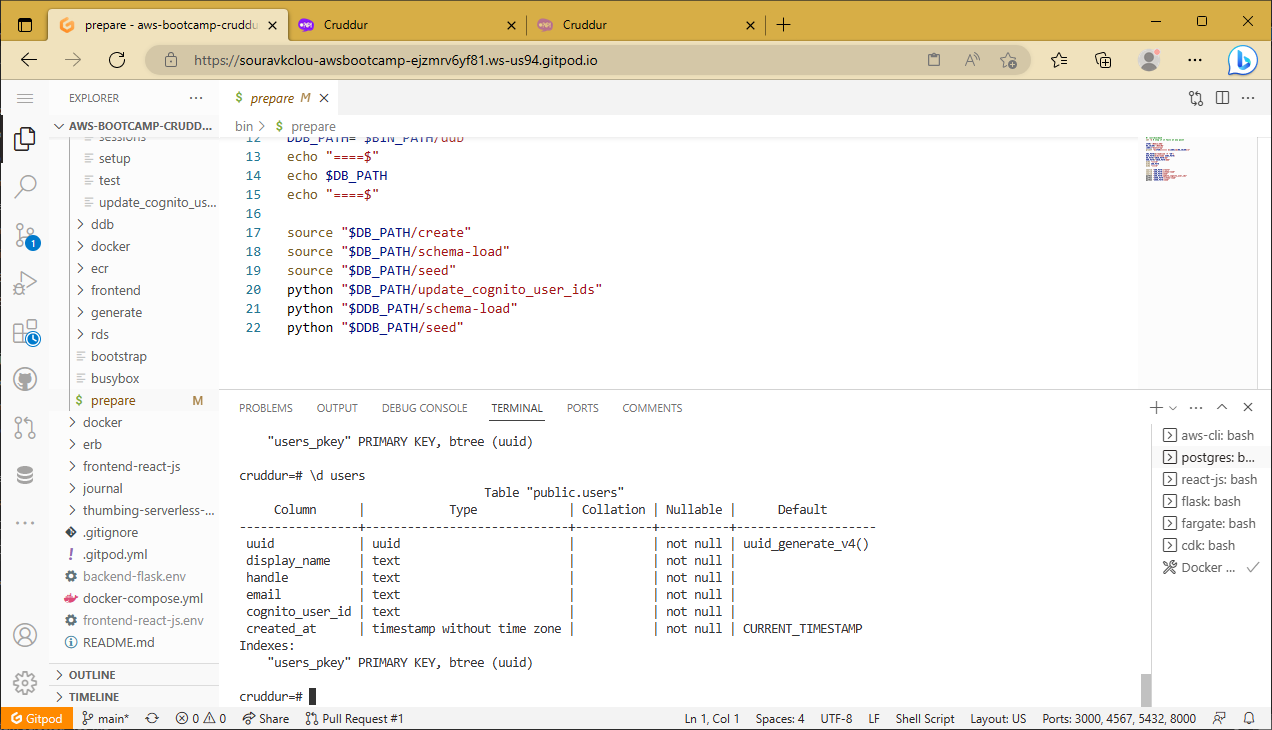 prepare - aws-bootcamp-cruddu
Cruddur
Cruddur
https://souravkclou-awsbootcamp-ejzmrv6yf81.ws-us94.gitpod.io
EXPLORER
AWS-BOOTCAMP-CRUDD...
sessions
setup
test
update_cognito_us...
ddb
docker
ecr
frontend
generate
rds
bootstrap
busybox
$ prepare M
docker
erb
frontend-react-js
journal
thumbing-serverless-...
.gitignore
! .gitpod.yml
backend-flask.env
docker-compose.yml
frontend-react-js.env
README.md
OUTLINE
TIMELINE
1
$ prepare M
bin > $ prepare
12 DDB_PATH="$BIN_PATH/ddb"
13 echo "====$"
14 echo $DB_PATH
15 echo "====$"
16
17 source "$DB_PATH/create"
18 source "$DB_PATH/schema-load"
19 source "$DB_PATH/seed"
20 python "$DB_PATH/update_cognito_user_ids"
21 python "$DDB_PATH/schema-load"
22 python "$DDB_PATH/seed"
PROBLEMS OUTPUT DEBUG CONSOLE TERMINAL PORTS COMMENTS
"users_pkey" PRIMARY KEY, btree (uuid)
cruddur=# \d users
Table "public.users"
Column | Type | Collation | Nullable | Default
---------------+-----------------------------+-----------+----------+--------------------
uuid | uuid | | not null | uuid_generate_v4()
display_name | text | | not null |
handle | text | | not null |
email | text | | not null |
cognito_user_id | text | | not null |
created_at | timestamp without time zone | | not null | CURRENT_TIMESTAMP
Indexes:
"users_pkey" PRIMARY KEY, btree (uuid)
cruddur=#
aws-cli: bash
postgres: b...
react-js: bash
flask: bash
fargate: bash
cdk: bash
Docker ...
Gitpod main* 0 0 Share Pull Request #1 Ln 1, Col 1 Spaces: 4 UTF-8 LF Shell Script Layout: US Ports: 3000, 4567, 5432, 8000